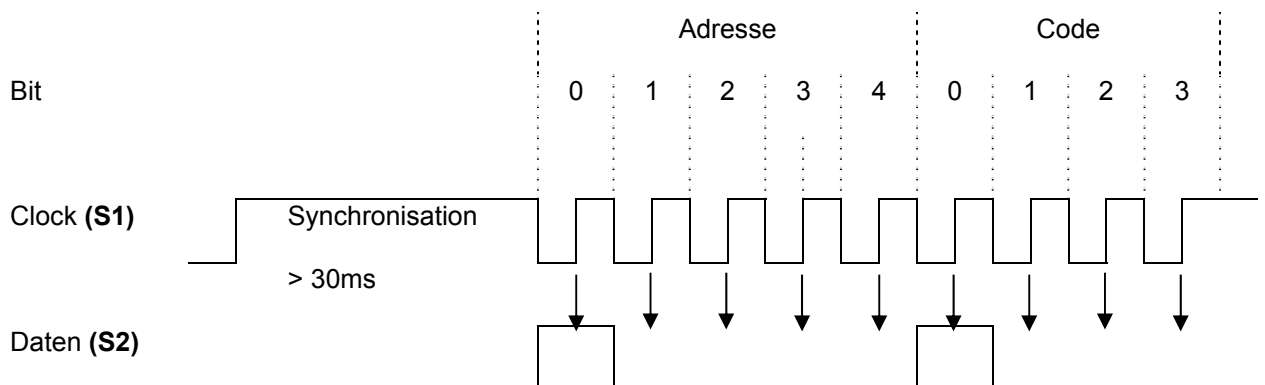 Adresse Code
Bit 0 1 2 3 4 0 1 2 3
Clock (S1) Synchronisation
> 30ms
Daten (S2)